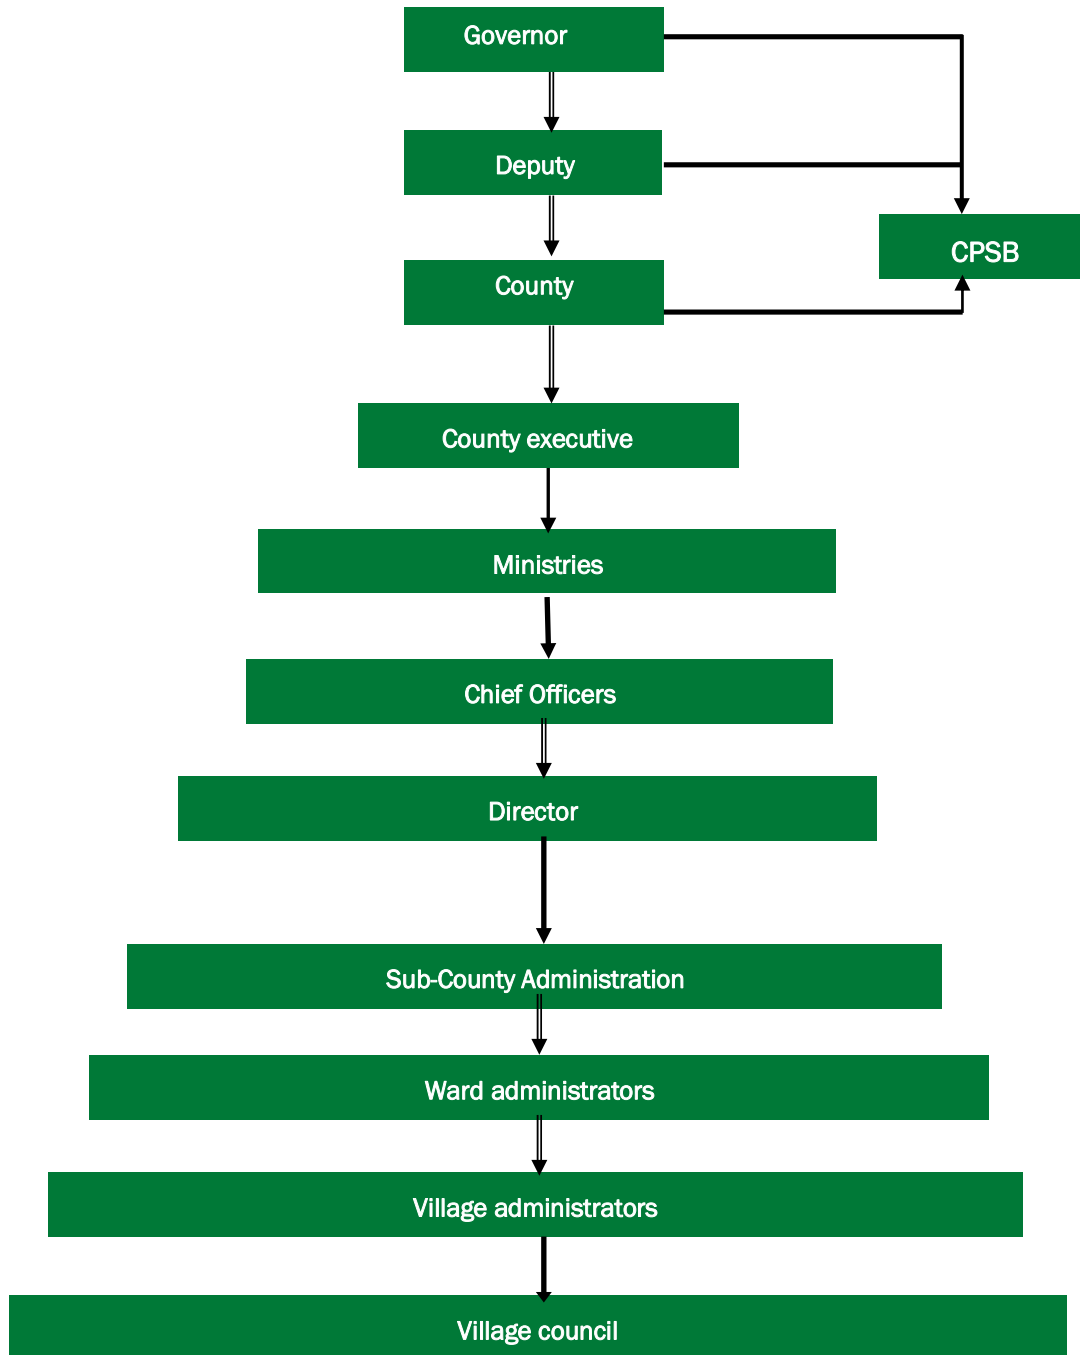 Governor
Deputy
CPSB
County
County executive
Ministries
Chief Officers
Director
Sub-County Administration
Ward administrators
Village administrators
Village council